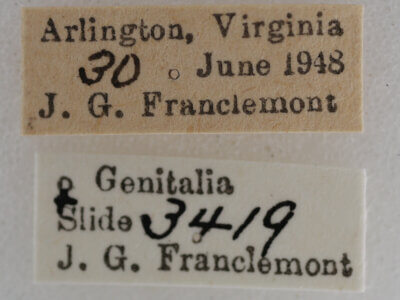 Arlington, Virginia
30 June 1948
J. G. Franclemont
♀ Genitalia
Slide 3419
J. G. Franclemont